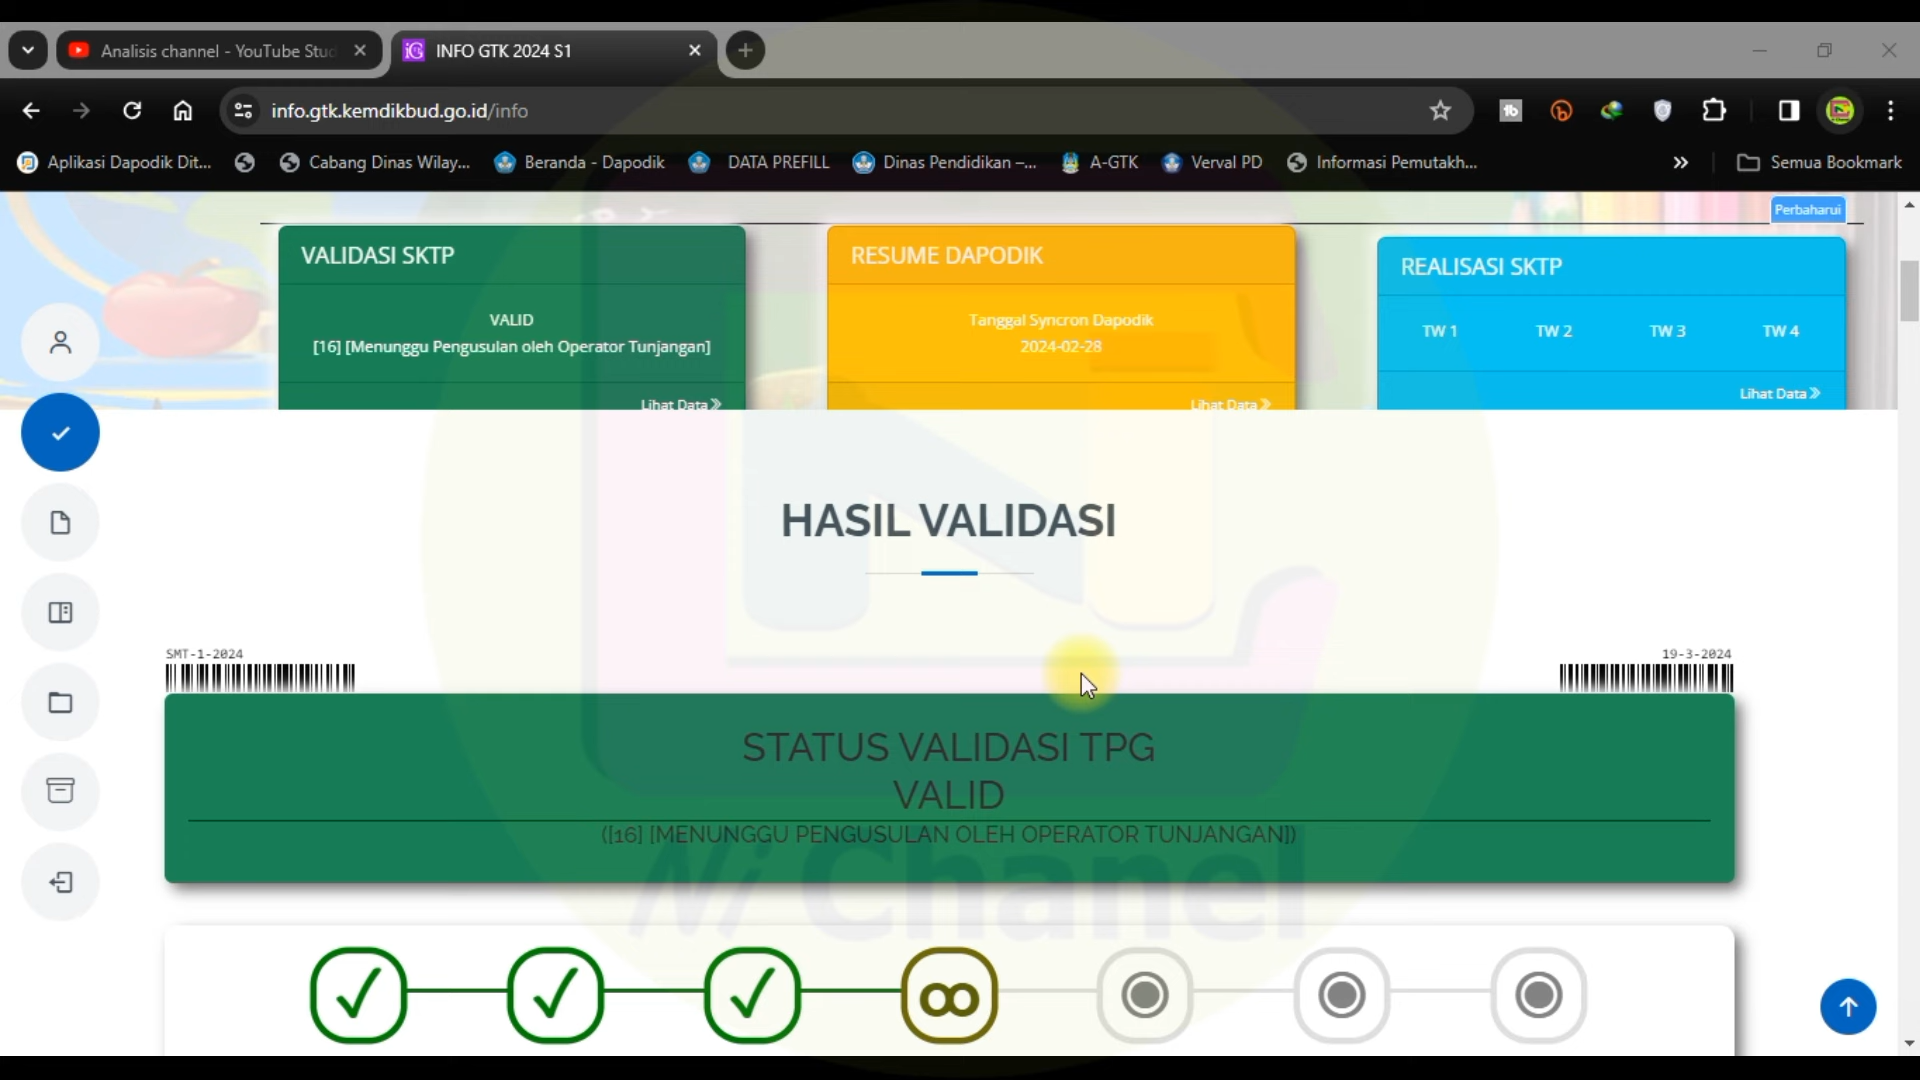 Analisis channel - YouTube Stud
INFO GTK 2024 S1
info.gtk.kemdikbud.go.id/info
Aplikasi Dapodik Dit...
Cabang Dinas Wilay...
Beranda - Dapodik
DATA PREFILL
Dinas Pendidikan –...
A-GTK
Verval PD
Informasi Pemutakh...
Semua Bookmark
Perbaharui
VALIDASI SKTP
VALID
[16] [Menunggu Pengusulan oleh Operator Tunjangan]
Lihat Data
RESUME DAPODIK
Tanggal Syncron Dapodik
2024-02-28
Lihat Data
REALISASI SKTP
TW 1 TW 2 TW 3 TW 4
Lihat Data
HASIL VALIDASI
SMT-1-2024
19-3-2024
STATUS VALIDASI TPG
VALID
([16] [MENUNGGU PENGUSULAN OLEH OPERATOR TUNJANGAN])
Ni Chanel